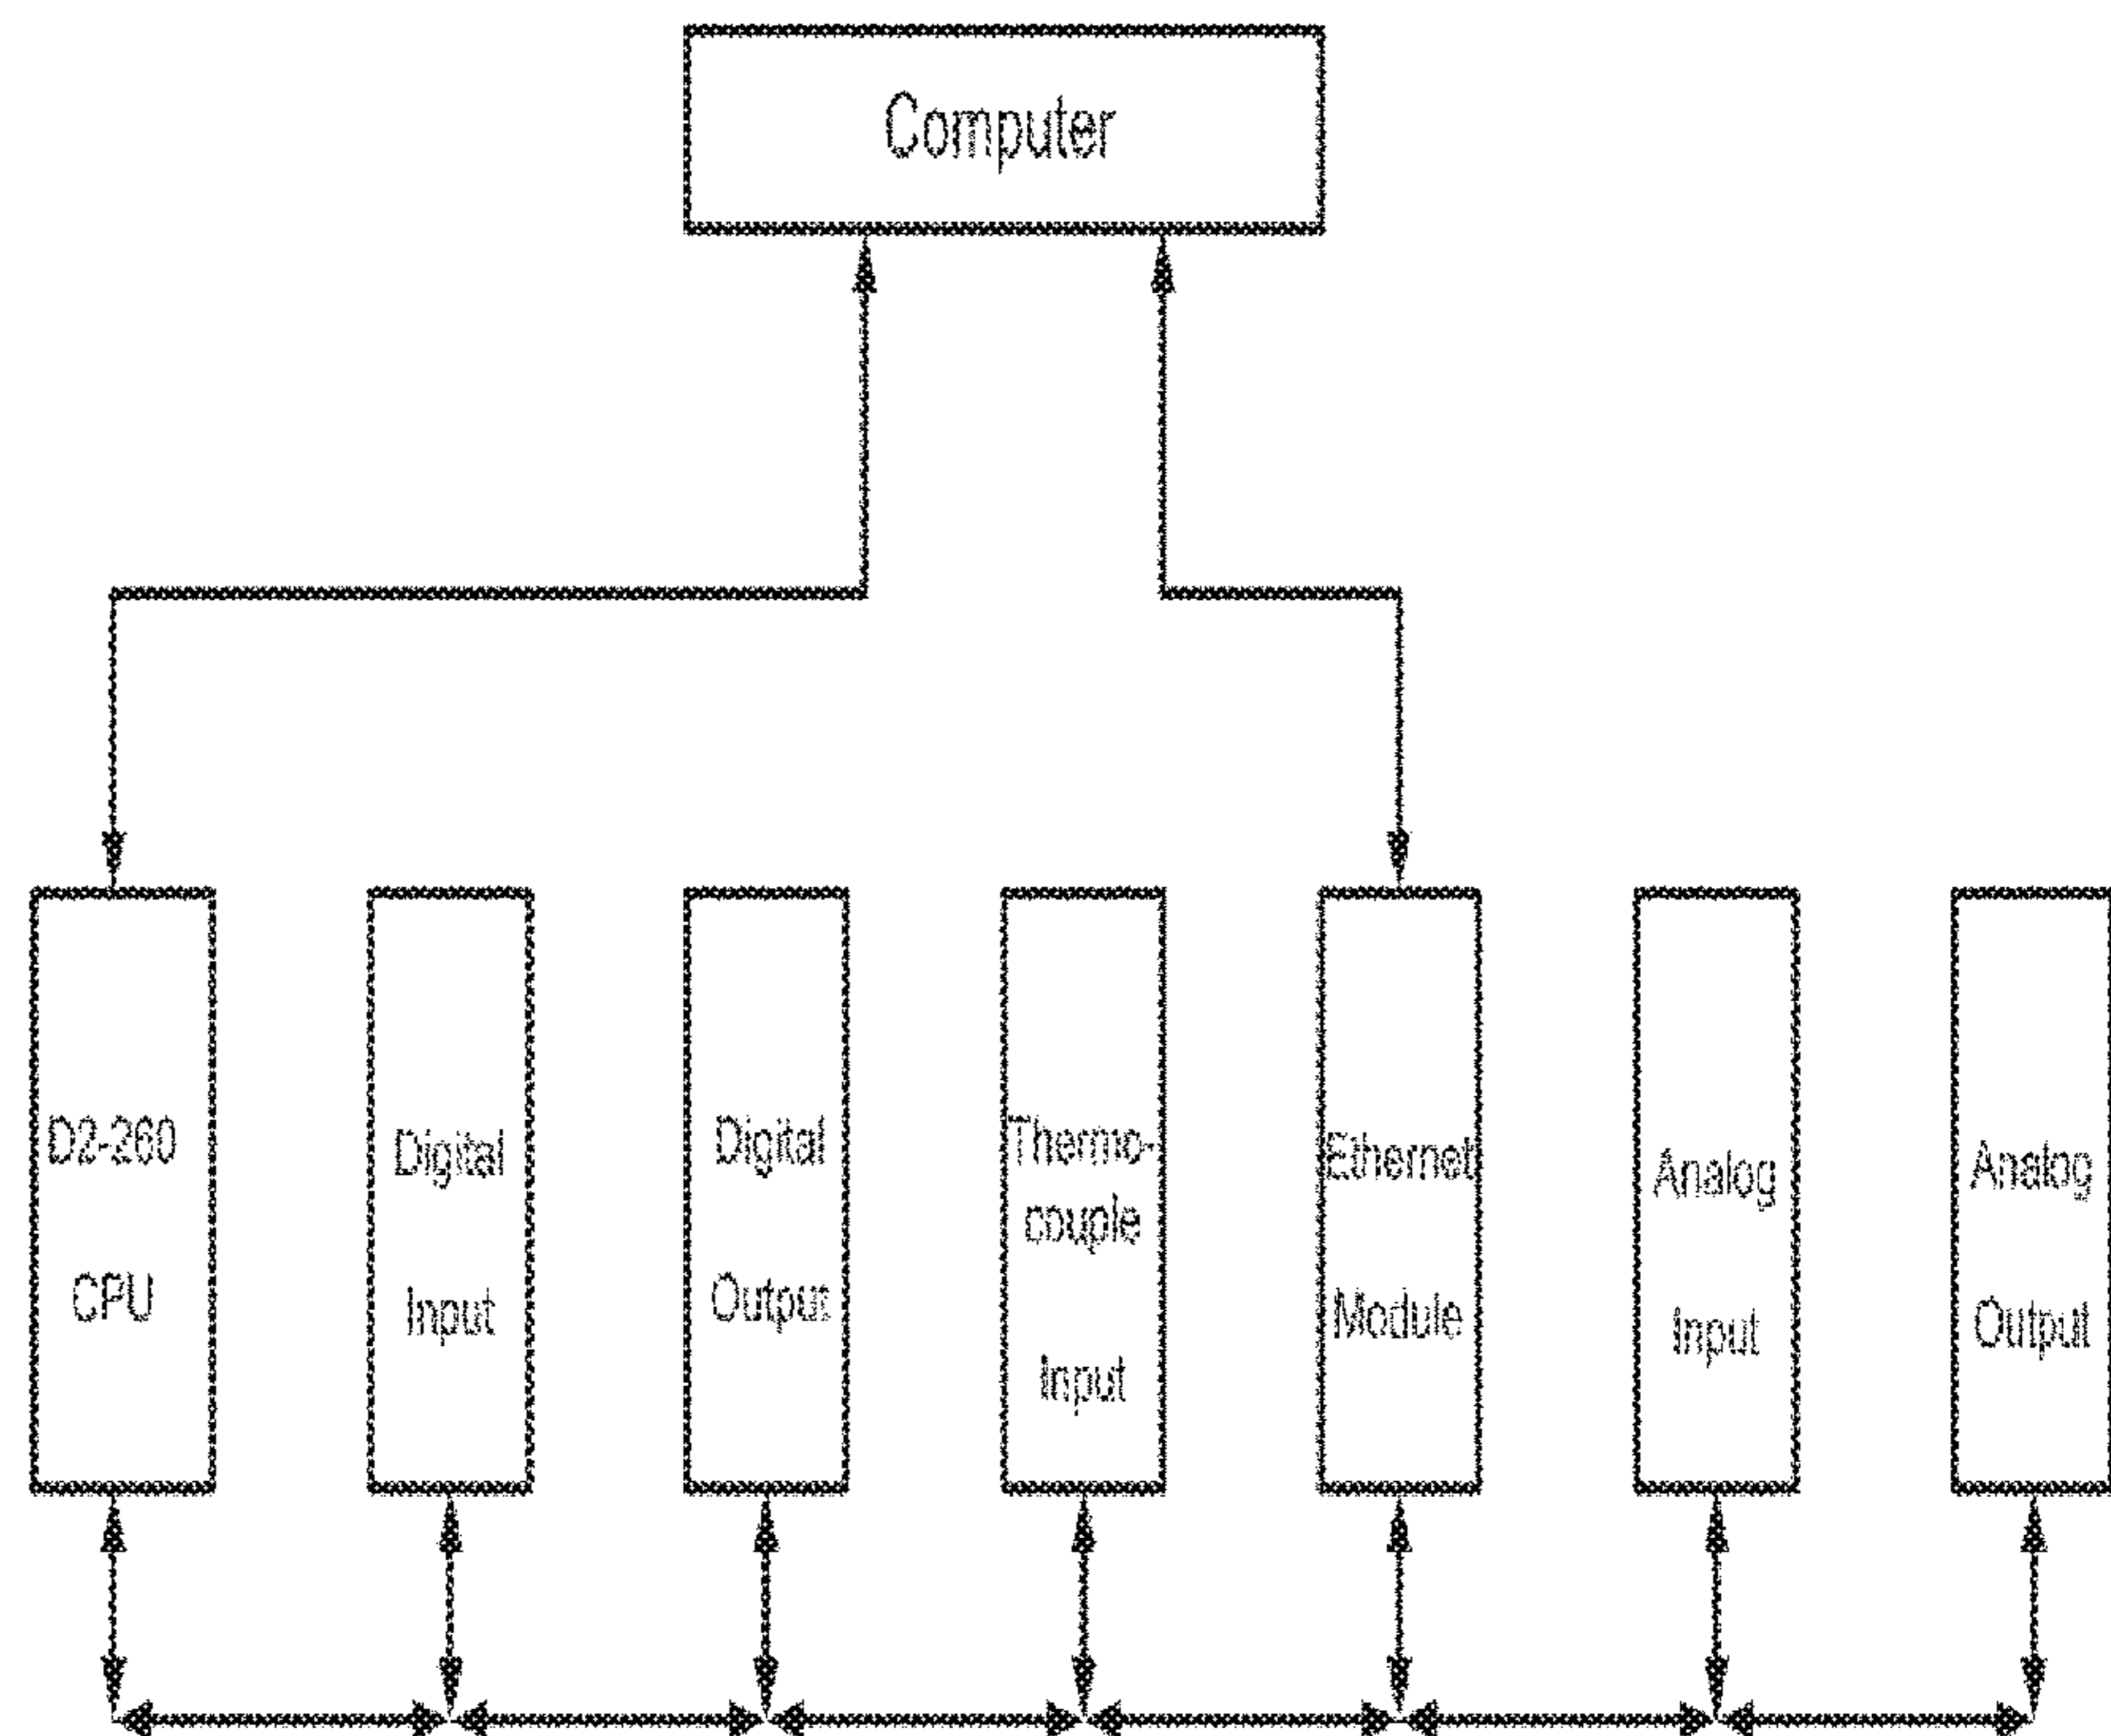 Computer
D2-260
CPU
Digital
Input
Digital
Output
Thermo-
couple
Input
Ethernet
Module
Analog
Input
Analog
Output